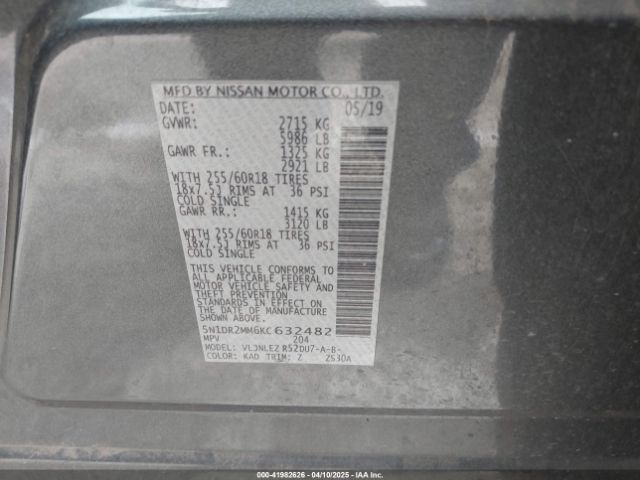 MFD BY NISSAN MOTOR CO., LTD.
DATE: 05/19
GVWR: 2715 KG
5986 LB
GAWR FR.: 1325 KG
2921 LB
WITH 255/60R18 TIRES
18x7.5J RIMS AT 36 PSI
COLD SINGLE
GAWR RR.: 1415 KG
3120 LB
WITH 255/60R18 TIRES
18x7.5J RIMS AT 36 PSI
COLD SINGLE
THIS VEHICLE CONFORMS TO
ALL APPLICABLE FEDERAL
MOTOR VEHICLE SAFETY AND
THEFT PREVENTION
STANDARDS IN EFFECT ON
THE DATE OF MANUFACTURE
SHOWN ABOVE
5N1DR2MM6KC632482
MPV 204
MODEL: VLJNLEZ R52DU7-A-B-
COLOR: KAD TRIM: Z ZS30A
© 2000-41982626 - 04/10/2025 - IAA Inc.